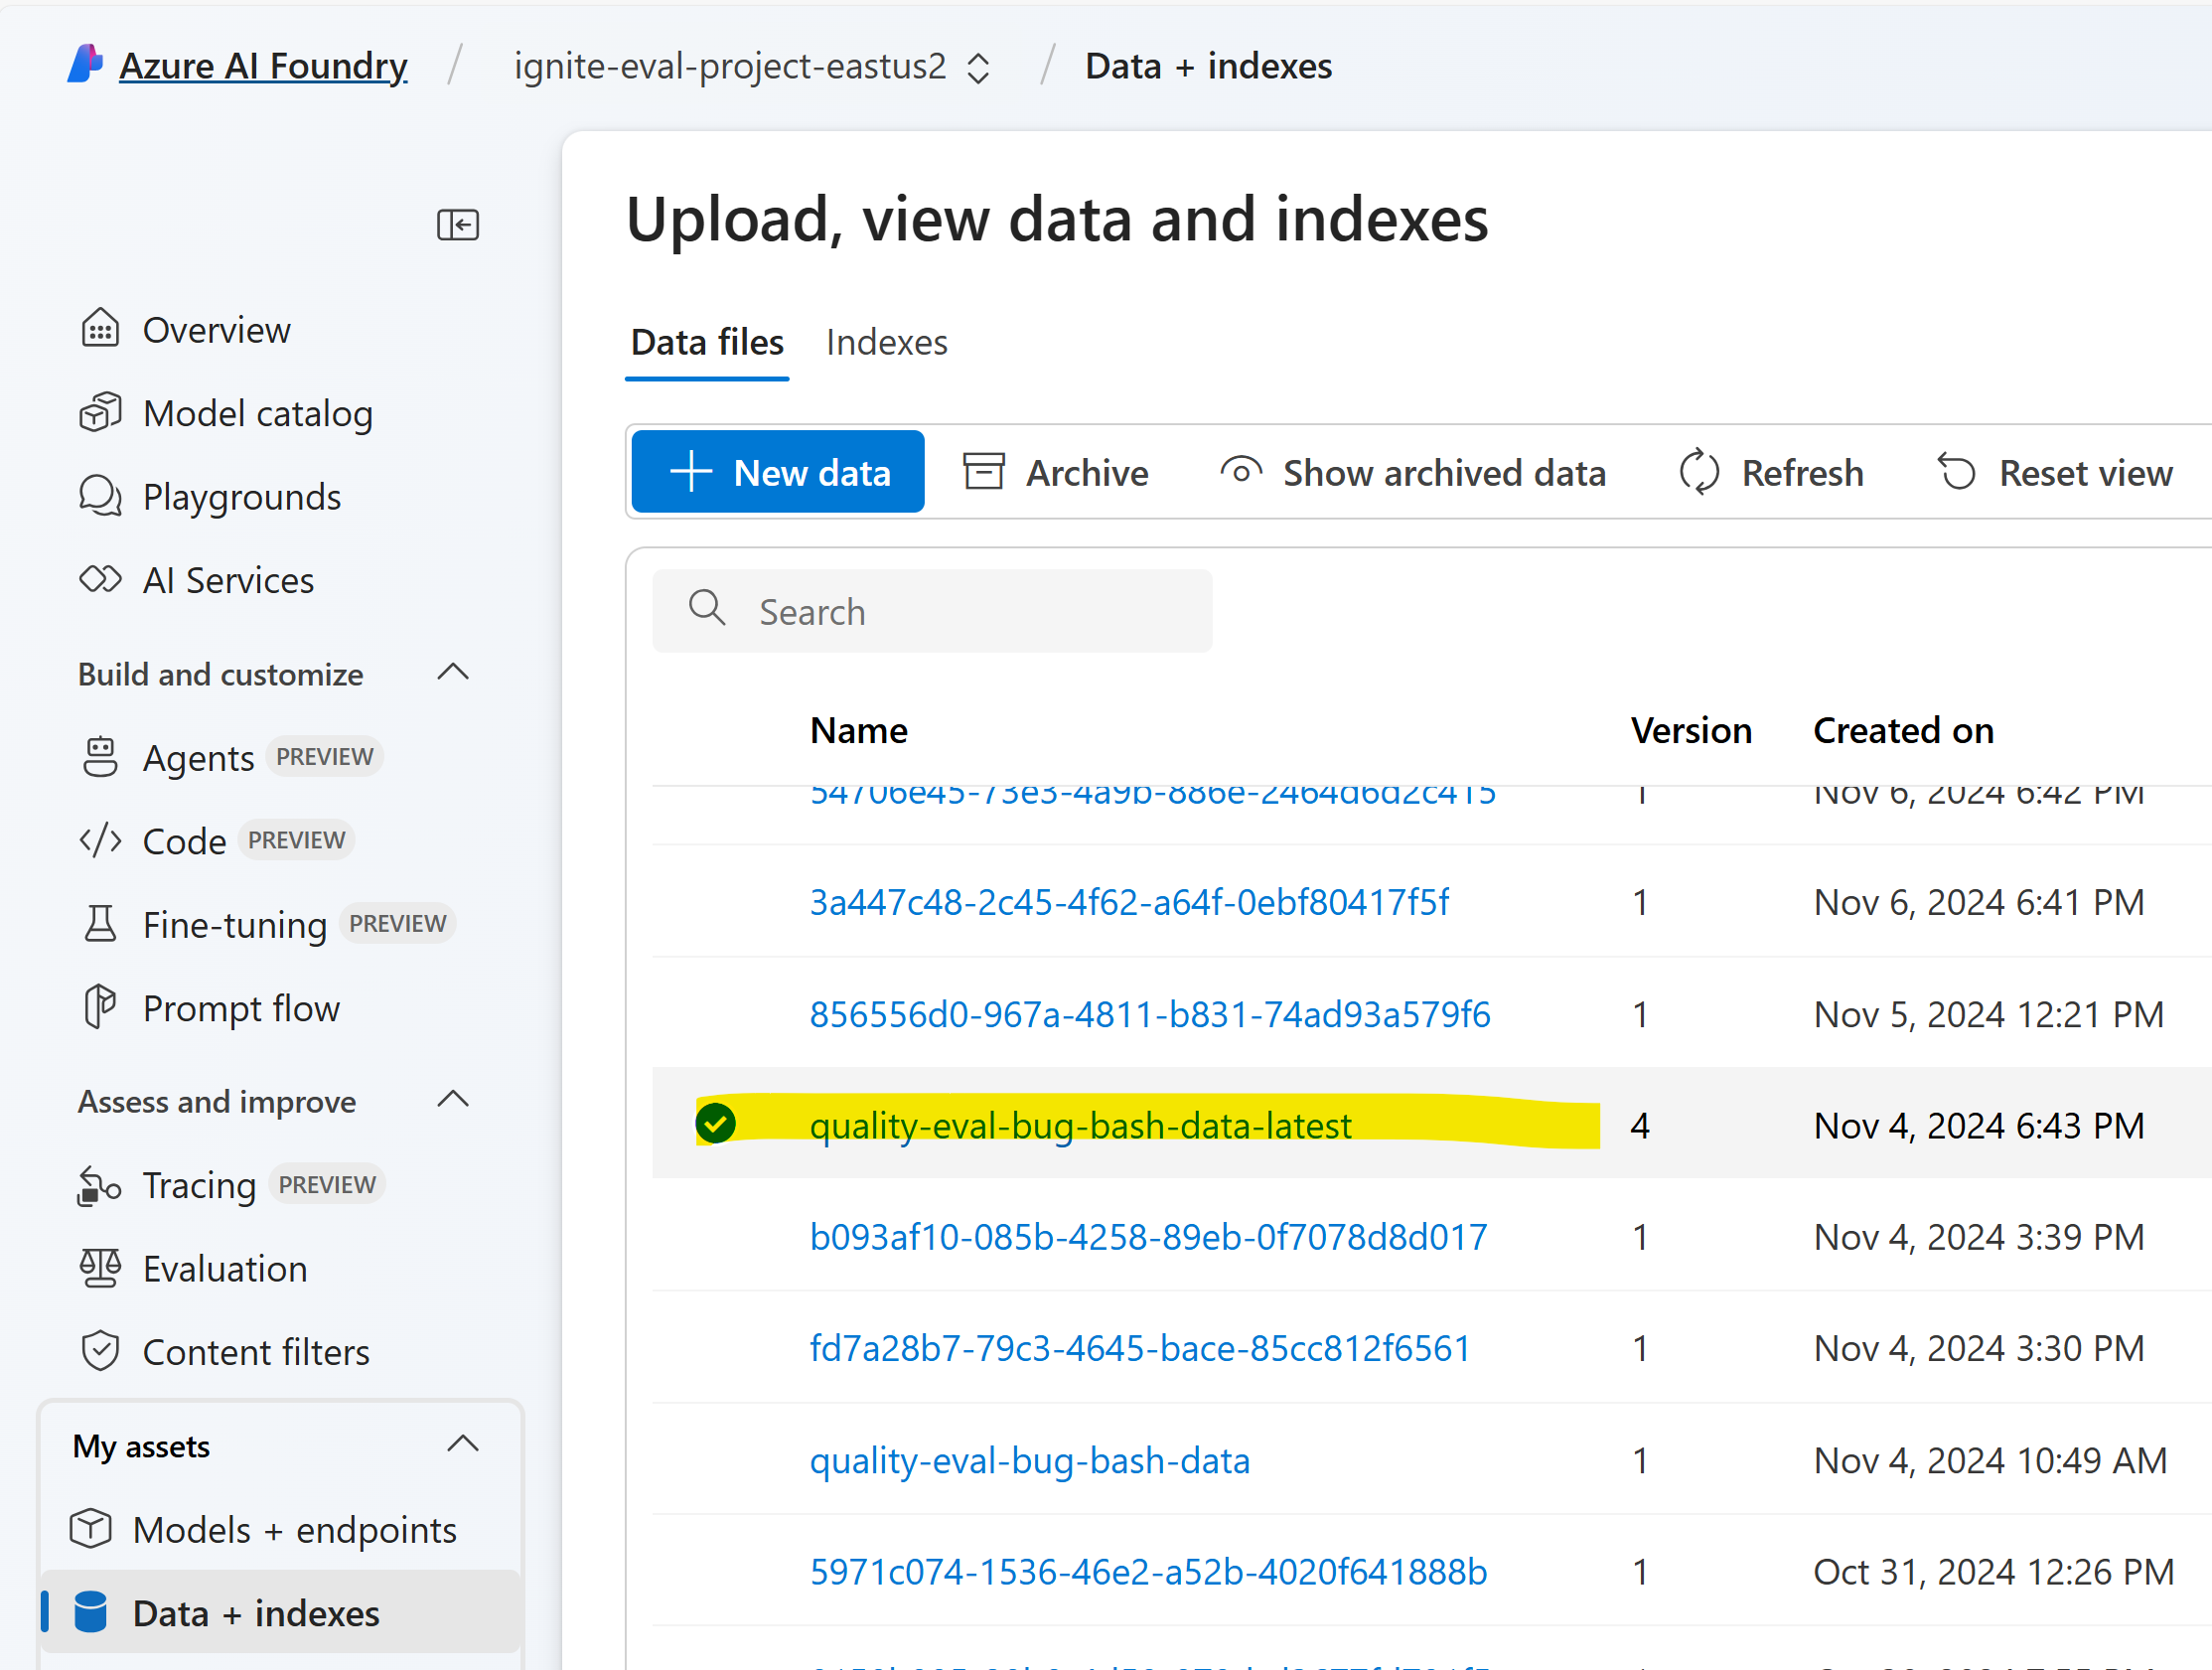 Azure AI Foundry / ignite-eval-project-eastus2 / Data + indexes
Overview
Model catalog
Playgrounds
AI Services
Build and customize
Agents PREVIEW
Code PREVIEW
Fine-tuning PREVIEW
Prompt flow
Assess and improve
Tracing PREVIEW
Evaluation
Content filters
My assets
Models + endpoints
Data + indexes
Upload, view data and indexes
Data files Indexes
New data Archive Show archived data Refresh Reset view
Search
Name Version Created on
54706e45-73e3-4a9b-886e-2464d6d2c415 1 Nov 6, 2024 6:42 PM
3a447c48-2c45-4f62-a64f-0ebf80417f5f 1 Nov 6, 2024 6:41 PM
856556d0-967a-4811-b831-74ad93a579f6 1 Nov 5, 2024 12:21 PM
quality-eval-bug-bash-data-latest 4 Nov 4, 2024 6:43 PM
b093af10-085b-4258-89eb-0f7078d8d017 1 Nov 4, 2024 3:39 PM
fd7a28b7-79c3-4645-bace-85cc812f6561 1 Nov 4, 2024 3:30 PM
quality-eval-bug-bash-data 1 Nov 4, 2024 10:49 AM
5971c074-1536-46e2-a52b-4020f641888b 1 Oct 31, 2024 12:26 PM